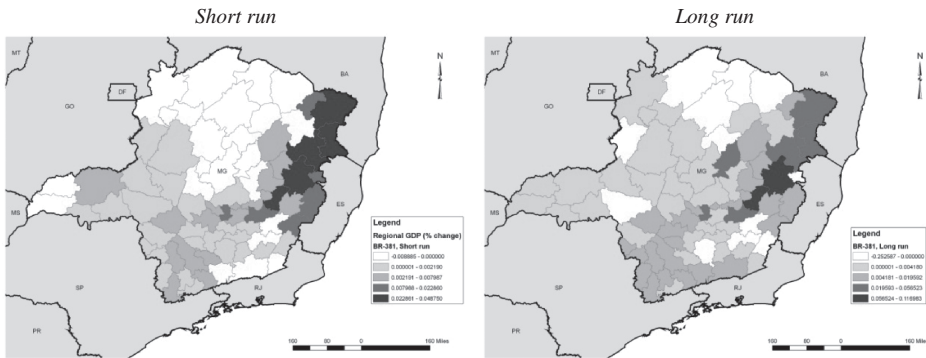 Short run
MT
BA
N
DF
GO
MG
MS
ES
SP
RJ
PR
Legend
Regional GDP (% change)
BR-381, Short run
-0.008885 - 0.000000
0.000001 - 0.002190
0.002191 - 0.007987
0.007988 - 0.022860
0.022861 - 0.048750
100 80 0 160 Miles
Long run
MT
BA
N
DF
GO
MG
MS
ES
SP
RJ
PR
Legend
BR-381, Long run
-0.252587 - 0.000000
0.000001 - 0.004180
0.004181 - 0.019592
0.019593 - 0.058523
0.058524 - 0.118983
100 80 0 160 Miles